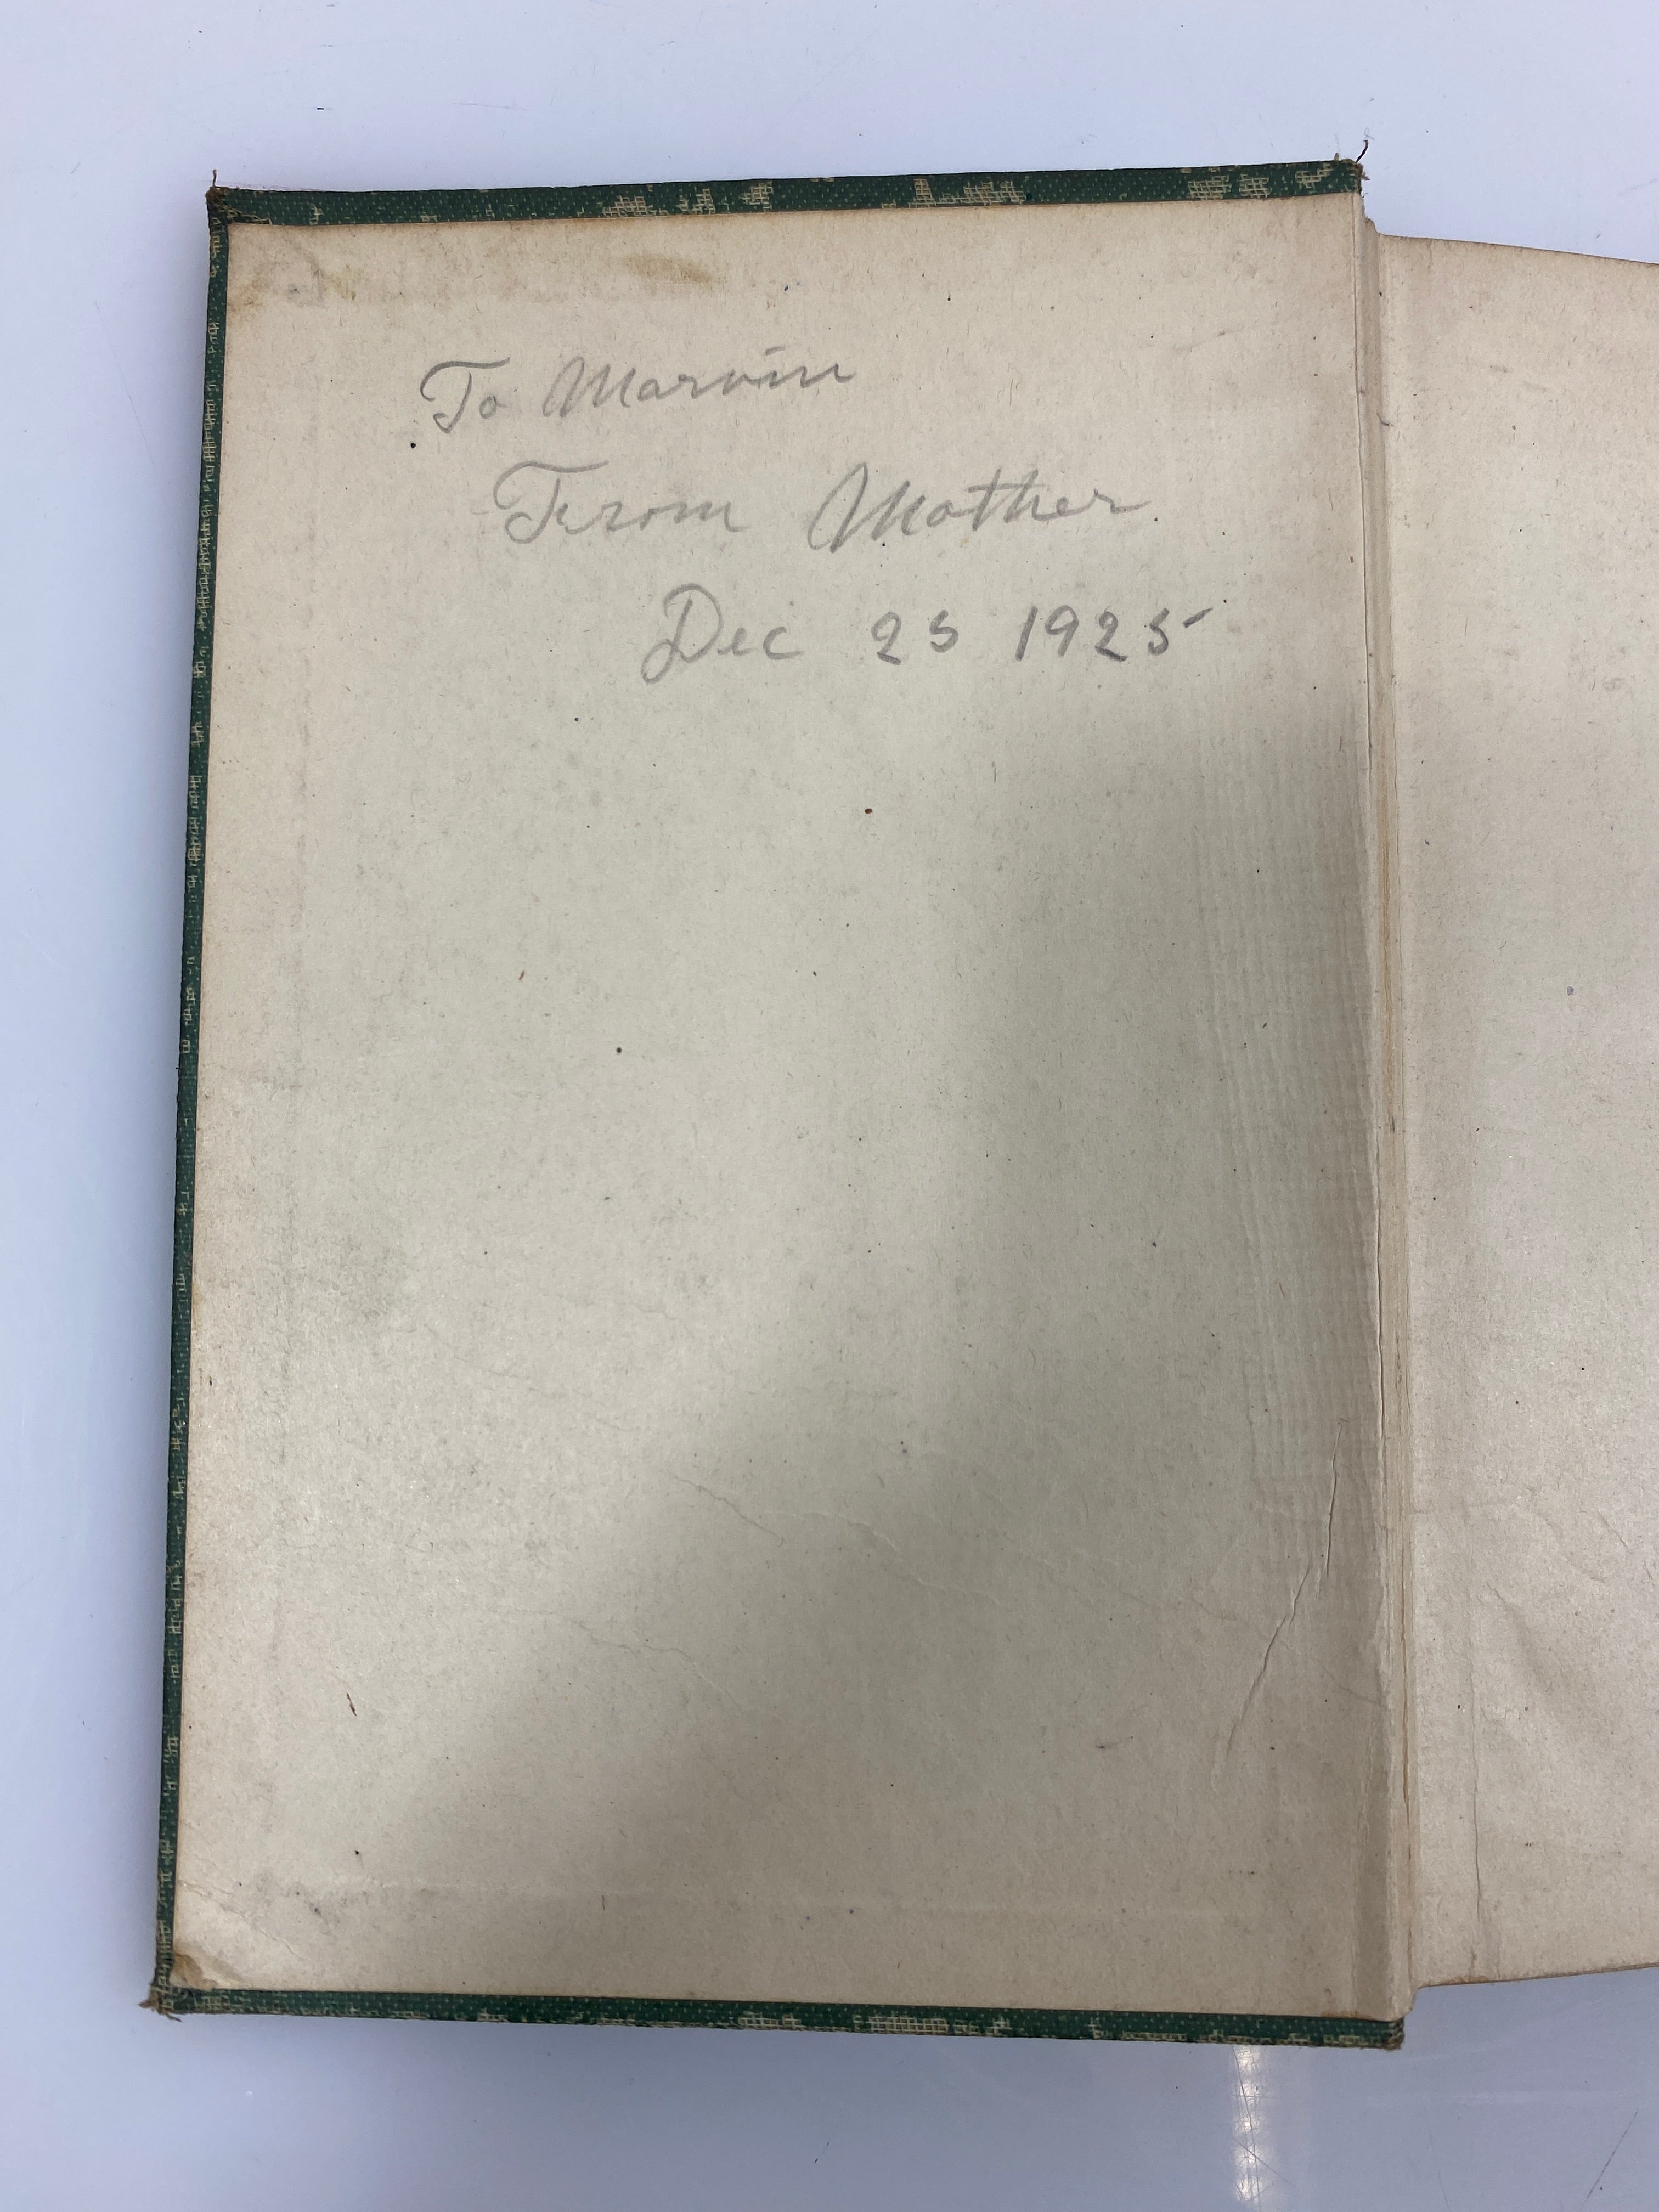 To Marvin
From Mother
Dec 25 1925